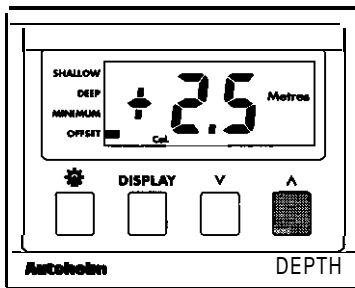 SHALLOW
DEEP
MINIMUM
OFFSET
+2.5
Metres
Cal.
DISPLAY
Autohelm
DEPTH